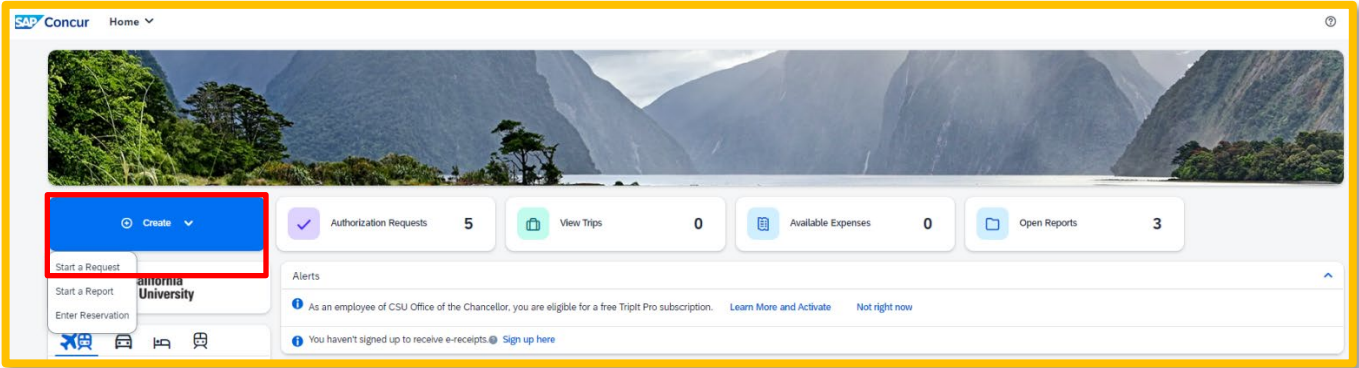 SAP Concur Home
Create
Authorization Requests 5
View Trips 0
Available Expenses 0
Open Reports 3
Start a Request
Start a Report
Enter Reservation
University
Alerts
As an employee of CSU Office of the Chancellor, you are eligible for a free TripIt Pro subscription. Learn More and Activate Not right now
You haven't signed up to receive e-receipts. Sign up here